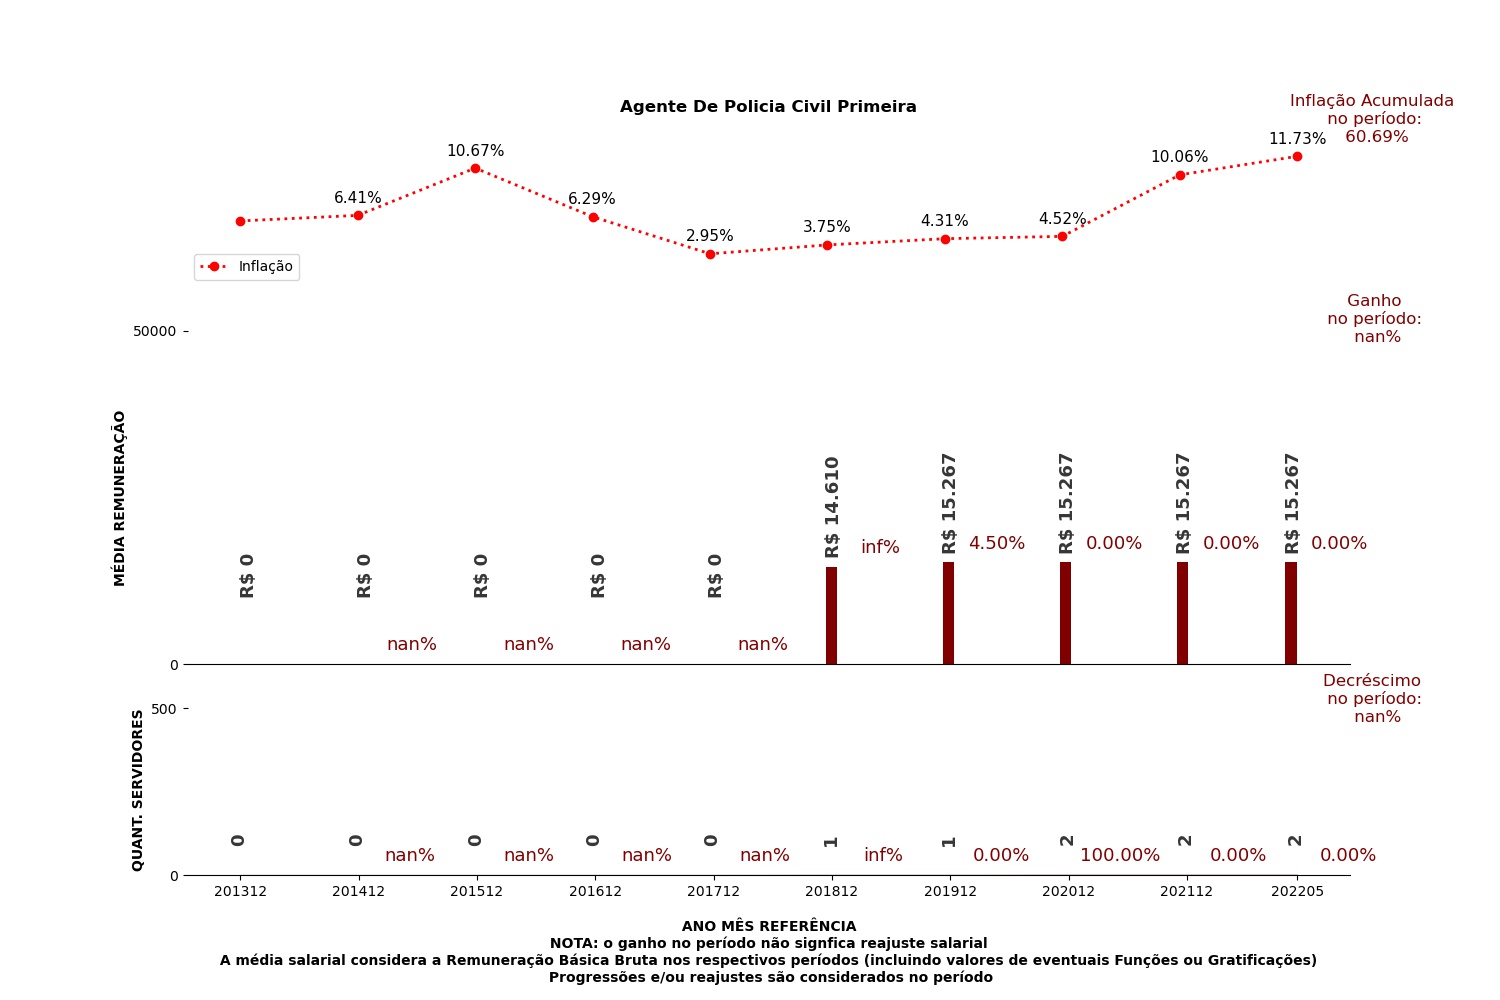 Agente De Policia Civil Primeira
Inflação Acumulada
no período:
60.69%
6.41%
10.67%
6.29%
2.95%
3.75%
4.31%
4.52%
10.06%
11.73%
Inflação
Ganho
no período:
nan%
50000
0
MÉDIA REMUNERAÇÃO
R$ 0
R$ 0
R$ 0
R$ 0
R$ 0
R$ 14.610
R$ 15.267
R$ 15.267
R$ 15.267
R$ 15.267
nan%
nan%
nan%
nan%
inf%
4.50%
0.00%
0.00%
0.00%
Decréscimo
no período:
nan%
500
0
QUANT. SERVIDORES
0
0
0
0
0
1
1
2
2
2
nan%
nan%
nan%
nan%
inf%
0.00%
100.00%
0.00%
0.00%
201312
201412
201512
201612
201712
201812
201912
202012
202112
202205
ANO MÊS REFERÊNCIA
NOTA: o ganho no período não signfica reajuste salarial
A média salarial considera a Remuneração Básica Bruta nos respectivos períodos (incluindo valores de eventuais Funções ou Gratificações)
Progressões e/ou reajustes são considerados no período